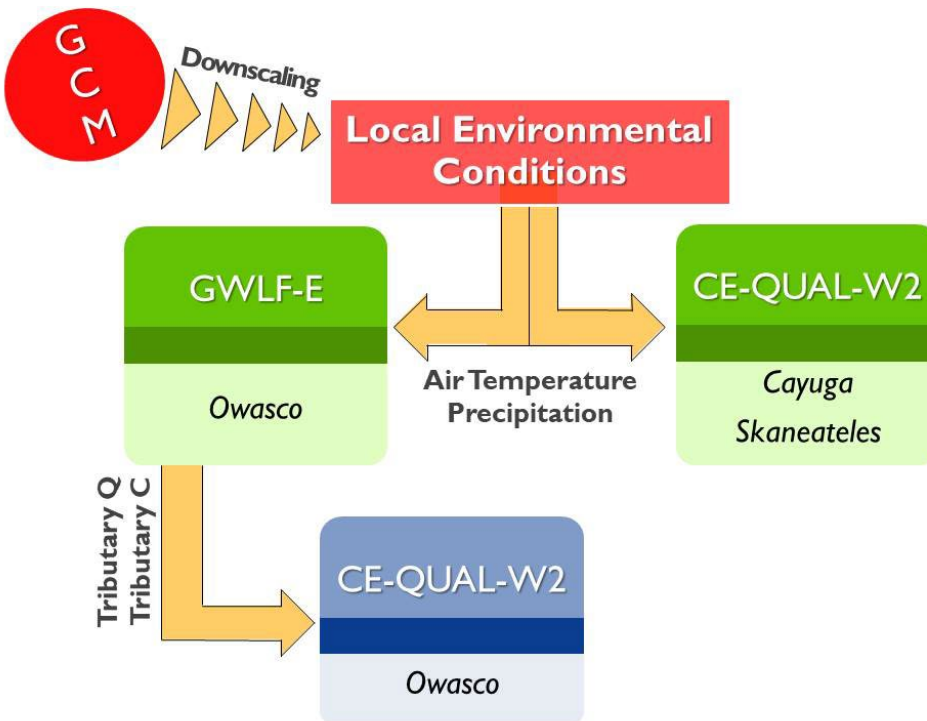 GCM
Downscaling
Local Environmental
Conditions
GWLF-E
Owasco
CE-QUAL-W2
Cayuga
Skaneateles
Air Temperature
Precipitation
Tributary Q
Tributary C
CE-QUAL-W2
Owasco